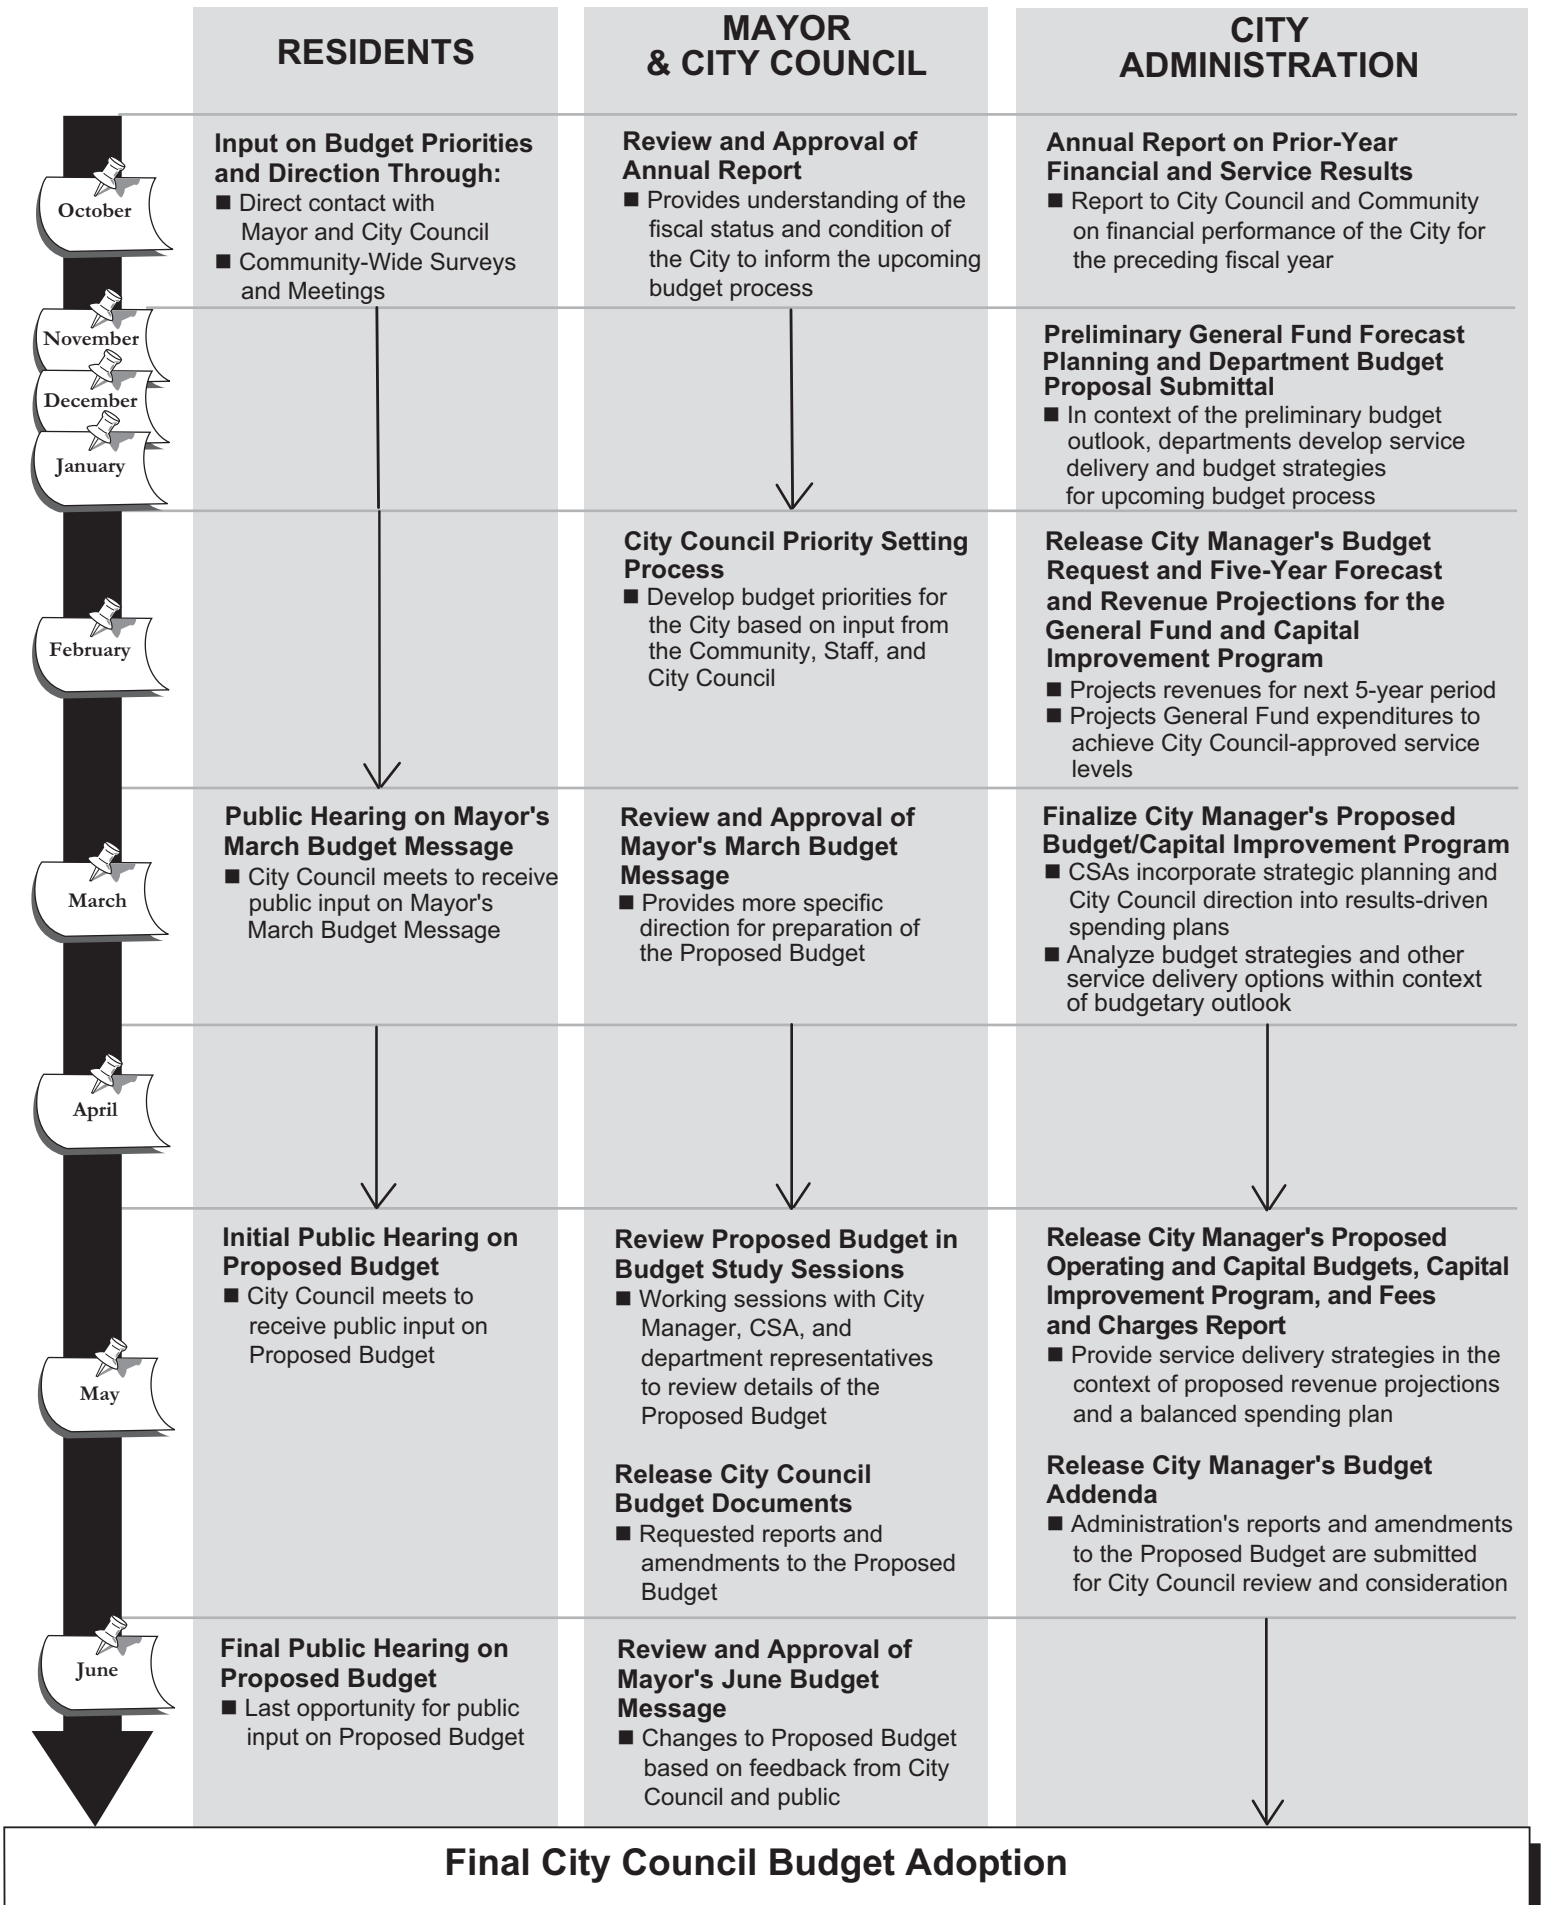 RESIDENTS
MAYOR
& CITY COUNCIL
CITY
ADMINISTRATION
October
Input on Budget Priorities
and Direction Through:
■ Direct contact with
Mayor and City Council
■ Community-Wide Surveys
and Meetings
Review and Approval of
Annual Report
■ Provides understanding of the
fiscal status and condition of
the City to inform the upcoming
budget process
Annual Report on Prior-Year
Financial and Service Results
■ Report to City Council and Community
on financial performance of the City for
the preceding fiscal year
November
December
January
Preliminary General Fund Forecast
Planning and Department Budget
Proposal Submittal
■ In context of the preliminary budget
outlook, departments develop service
delivery and budget strategies
for upcoming budget process
February
City Council Priority Setting
Process
■ Develop budget priorities for
the City based on input from
the Community, Staff, and
City Council
Release City Manager's Budget
Request and Five-Year Forecast
and Revenue Projections for the
General Fund and Capital
Improvement Program
■ Projects revenues for next 5-year period
■ Projects General Fund expenditures to
achieve City Council-approved service
levels
March
Public Hearing on Mayor's
March Budget Message
■ City Council meets to receive
public input on Mayor's
March Budget Message
Review and Approval of
Mayor's March Budget
Message
■ Provides more specific
direction for preparation of
the Proposed Budget
Finalize City Manager's Proposed
Budget/Capital Improvement Program
■ CSAs incorporate strategic planning and
City Council direction into results-driven
spending plans
■ Analyze budget strategies and other
service delivery options within context
of budgetary outlook
April
May
Initial Public Hearing on
Proposed Budget
■ City Council meets to
receive public input on
Proposed Budget
Review Proposed Budget in
Budget Study Sessions
■ Working sessions with City
Manager, CSA, and
department representatives
to review details of the
Proposed Budget
Release City Council
Budget Documents
■ Requested reports and
amendments to the Proposed
Budget
Release City Manager's Proposed
Operating and Capital Budgets, Capital
Improvement Program, and Fees
and Charges Report
■ Provide service delivery strategies in the
context of proposed revenue projections
and a balanced spending plan
Release City Manager's Budget
Addenda
■ Administration's reports and amendments
to the Proposed Budget are submitted
for City Council review and consideration
June
Final Public Hearing on
Proposed Budget
■ Last opportunity for public
input on Proposed Budget
Review and Approval of
Mayor's June Budget
Message
■ Changes to Proposed Budget
based on feedback from City
Council and public
Final City Council Budget Adoption